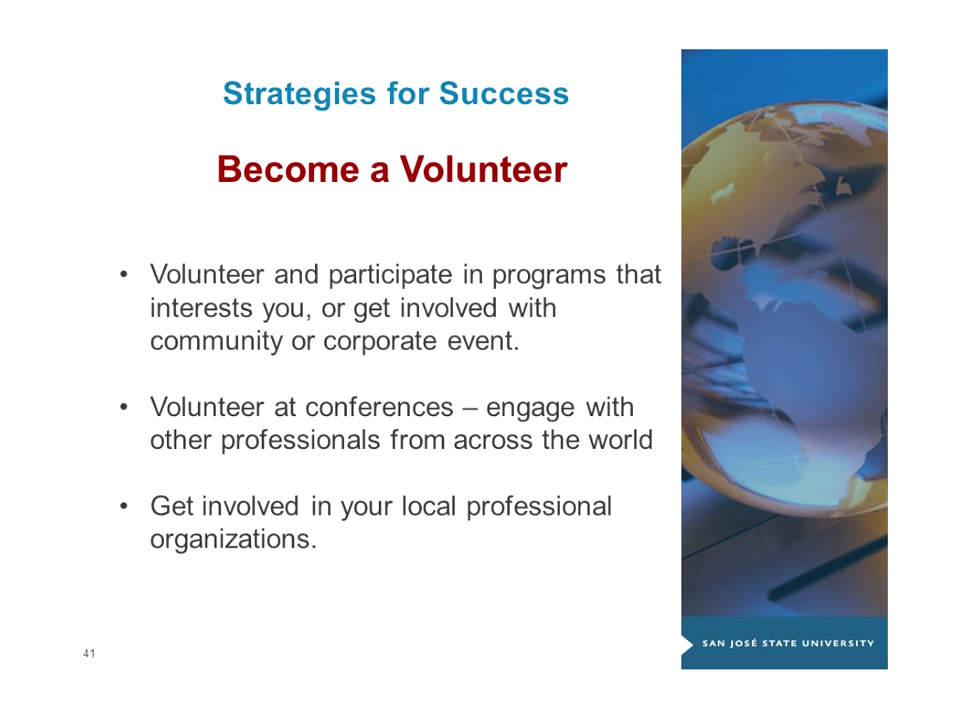 Strategies for Success
Become a Volunteer
• Volunteer and participate in programs that
interests you, or get involved with
community or corporate event.
• Volunteer at conferences – engage with
other professionals from across the world
• Get involved in your local professional
organizations.
41
SAN JOSÉ STATE UNIVERSITY